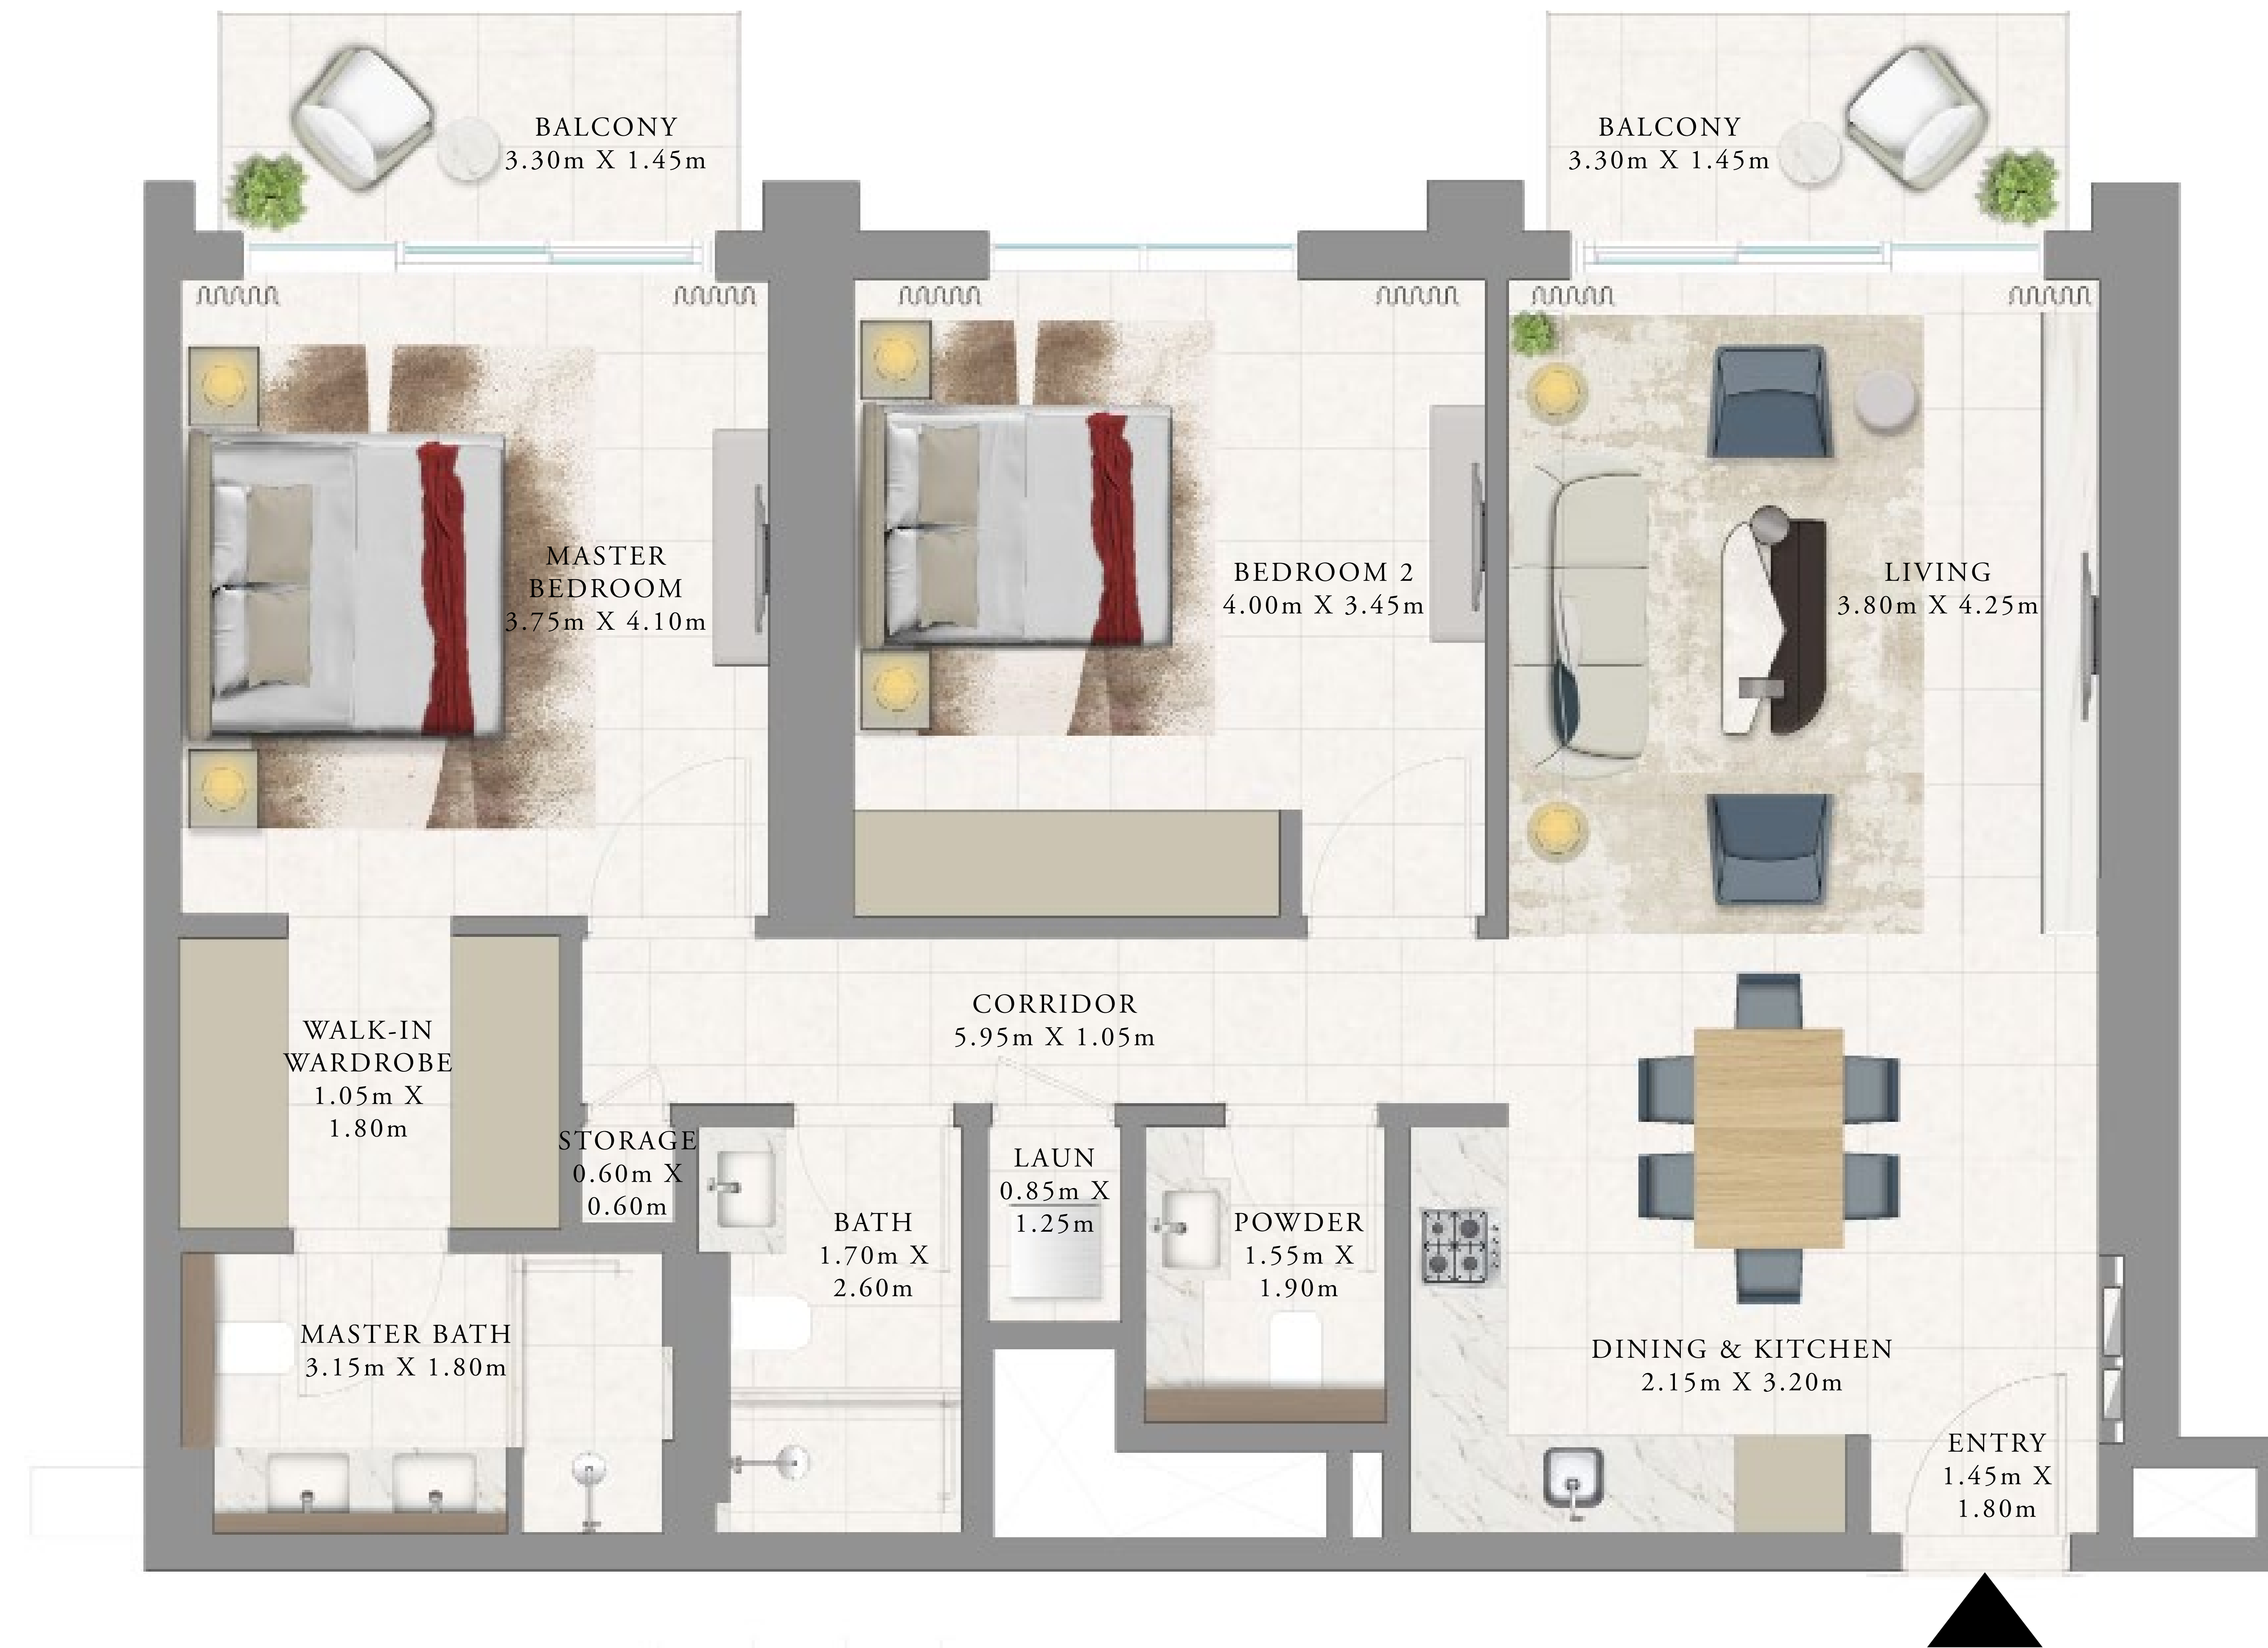 BALCONY
3.30m X 1.45m
BALCONY
3.30m X 1.45m
MASTER
BEDROOM
3.75m X 4.10m
BEDROOM 2
4.00m X 3.45m
LIVING
3.80m X 4.25m
CORRIDOR
5.95m X 1.05m
WALK-IN
WARDROBE
1.05m X
1.80m
STORAGE
0.60m X
0.60m
LAUN
0.85m X
1.25m
BATH
1.70m X
2.60m
POWDER
1.55m X
1.90m
MASTER BATH
3.15m X 1.80m
DINING & KITCHEN
2.15m X 3.20m
ENTRY
1.45m X
1.80m